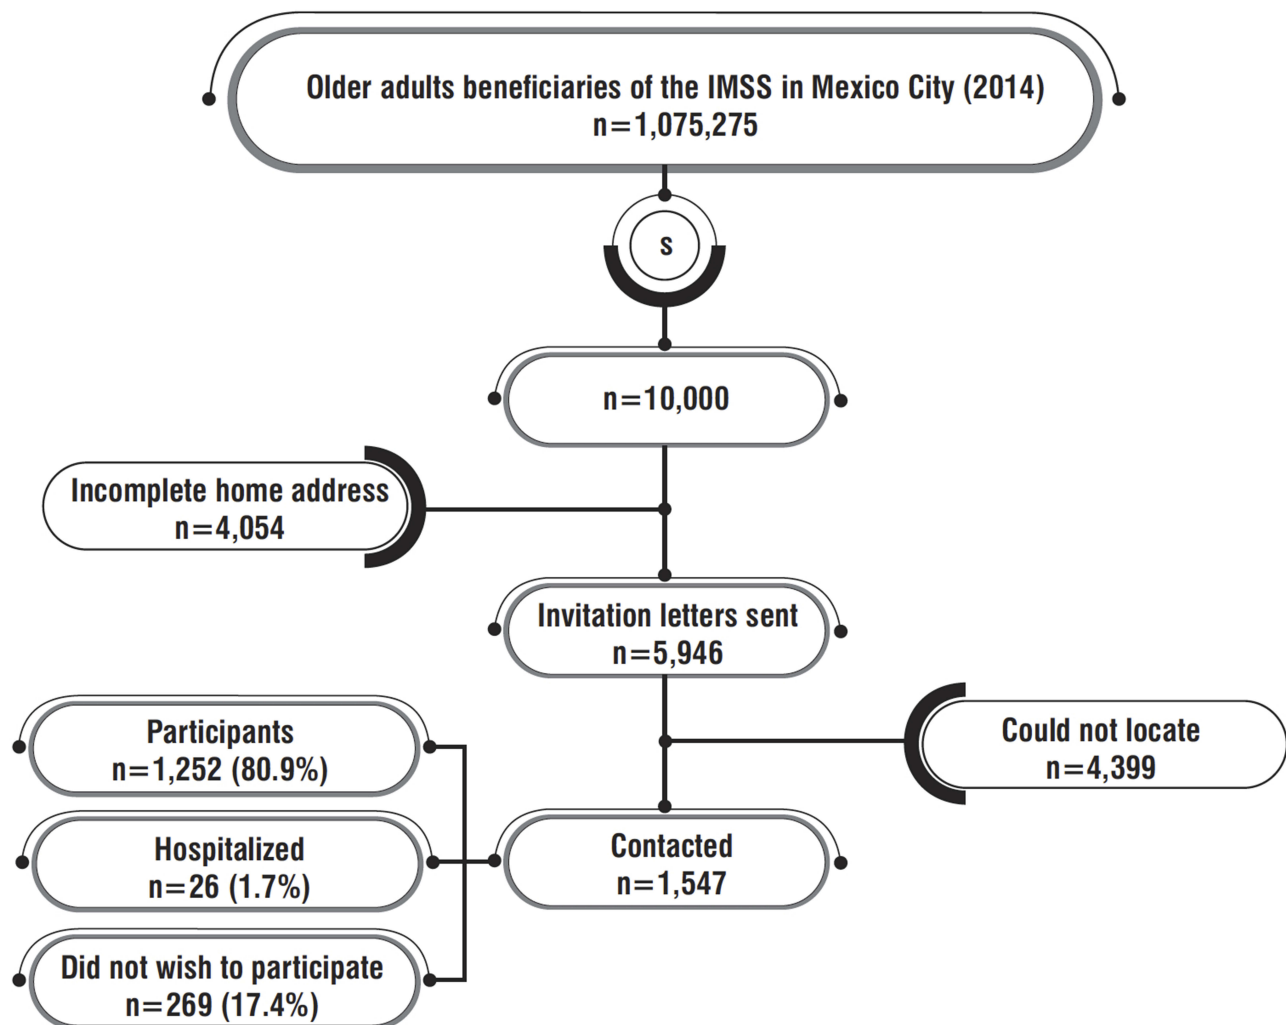 Older adults beneficiaries of the IMSS in Mexico City (2014)
n=1,075,275
s
n=10,000
Incomplete home address
n=4,054
Invitation letters sent
n=5,946
Could not locate
n=4,399
Participants
n=1,252 (80.9%)
Hospitalized
n=26 (1.7%)
Contacted
n=1,547
Did not wish to participate
n=269 (17.4%)